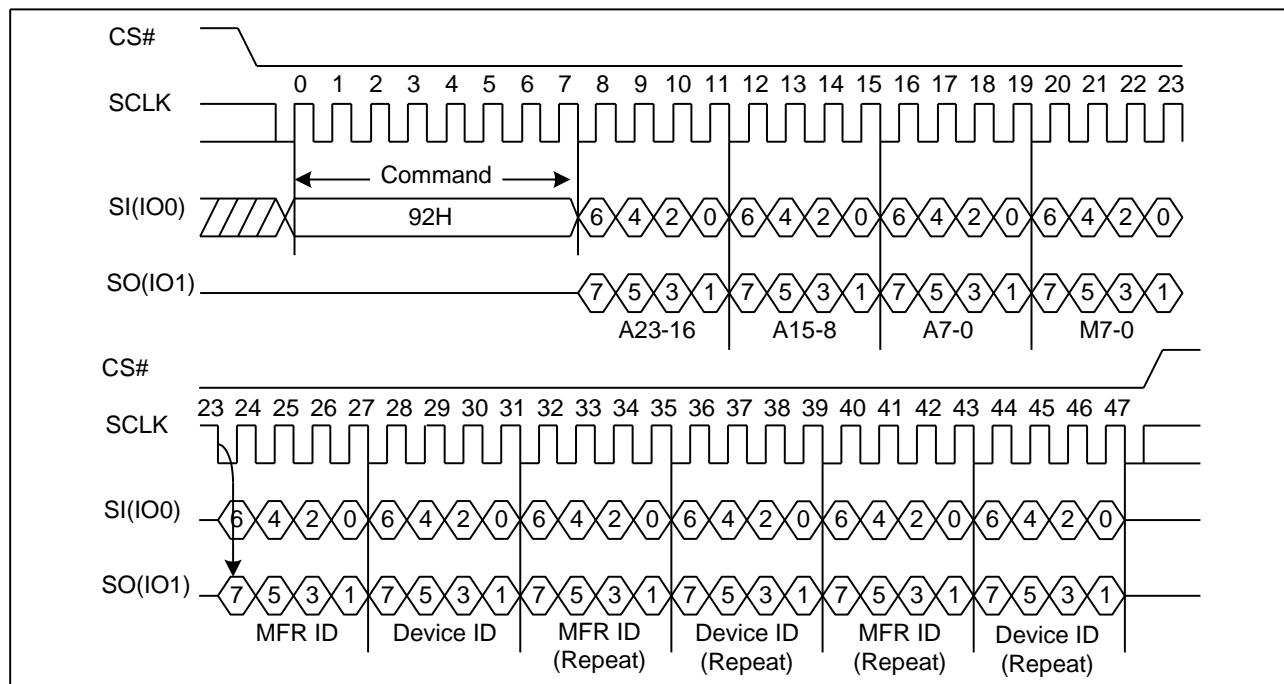 CS#
0 1 2 3 4 5 6 7 8 9 10 11 12 13 14 15 16 17 18 19 20 21 22 23
SCLK
Command
SI(IO0) 92H 6 4 2 0 6 4 2 0 6 4 2 0 6 4 2 0
SO(IO1) 7 5 3 1 7 5 3 1 7 5 3 1 7 5 3 1
A23-16 A15-8 A7-0 M7-0
CS#
23 24 25 26 27 28 29 30 31 32 33 34 35 36 37 38 39 40 41 42 43 44 45 46 47
SCLK
SI(IO0) 6 4 2 0 6 4 2 0 6 4 2 0 6 4 2 0 6 4 2 0 6 4 2 0
SO(IO1) 7 5 3 1 7 5 3 1 7 5 3 1 7 5 3 1 7 5 3 1 7 5 3 1
MFR ID Device ID MFR ID Device ID MFR ID Device ID
(Repeat) (Repeat) (Repeat) (Repeat)